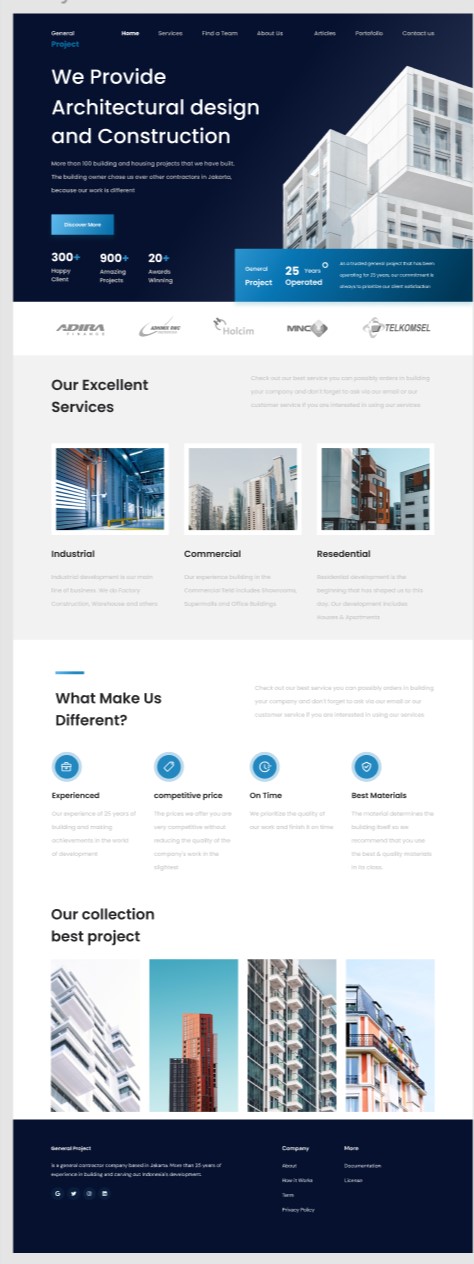 General
Project
Home Services Find a Team About Us Articles Portofolio Contact us
We Provide
Architectural design
and Construction
More than 100 building and housing projects that we have built.
The building owner chose us over other contractors in Jakarta,
because our work is different
Discover More
300+ 900+ 20+
Happy Amazing Awards
Client Projects Winning
General
Project
25 Years
Operated
As a trusted general project that has been
operating for 25 years, our commitment is
always to prioritize our client satisfaction
ADIRA
FINANCE
ADHIMIX RMC
Holcim
MNC
TELKOMSEL
Our Excellent
Services
Check out our best service you can possibly orders in building
your company and don't forget to ask via our email or our
customer service if you are interested in using our services
Industrial
Industrial development is our main
line of business. We do Factory
Construction, Warehouse and others
Commercial
Our experience building in the
Commercial field includes Showrooms,
Supermalls and Office Buildings
Resedential
Residential development is the
beginning that has shaped us to this
day. Our development includes
Houses & Apartments
What Make Us
Different?
Check out our best service you can possibly orders in building
your company and don't forget to ask via our email or our
customer service if you are interested in using our services.
Experienced
Our experience of 25 years of
building and making
achievements in the world
of development
competitive price
The prices we offer you are
very competitive without
reducing the quality of the
company's work in the
slightest
On Time
We prioritize the quality of
our work and finish it on time
Best Materials
The material determines the
building itself so we
recommend that you use
the best & quality materials
in its class.
Our collection
best project
General Project
Is a general contractor company based in Jakarta. More than 25 years of
experience in building and carving out Indonesia's development.
Company
About
How It Works
Term
Privacy Policy
More
Documentation
License